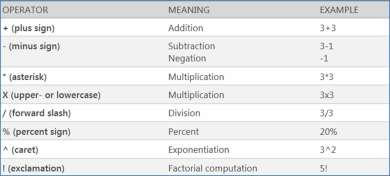 OPERATOR MEANING EXAMPLE
+ (plus sign) Addition 3+3
- (minus sign) Subtraction 3-1
Negation -1
* (asterisk) Multiplication 3*3
X (upper- or lowercase) Multiplication 3x3
/ (forward slash) Division 3/3
% (percent sign) Percent 20%
^ (caret) Exponentiation 3^2
! (exclamation) Factorial computation 5!